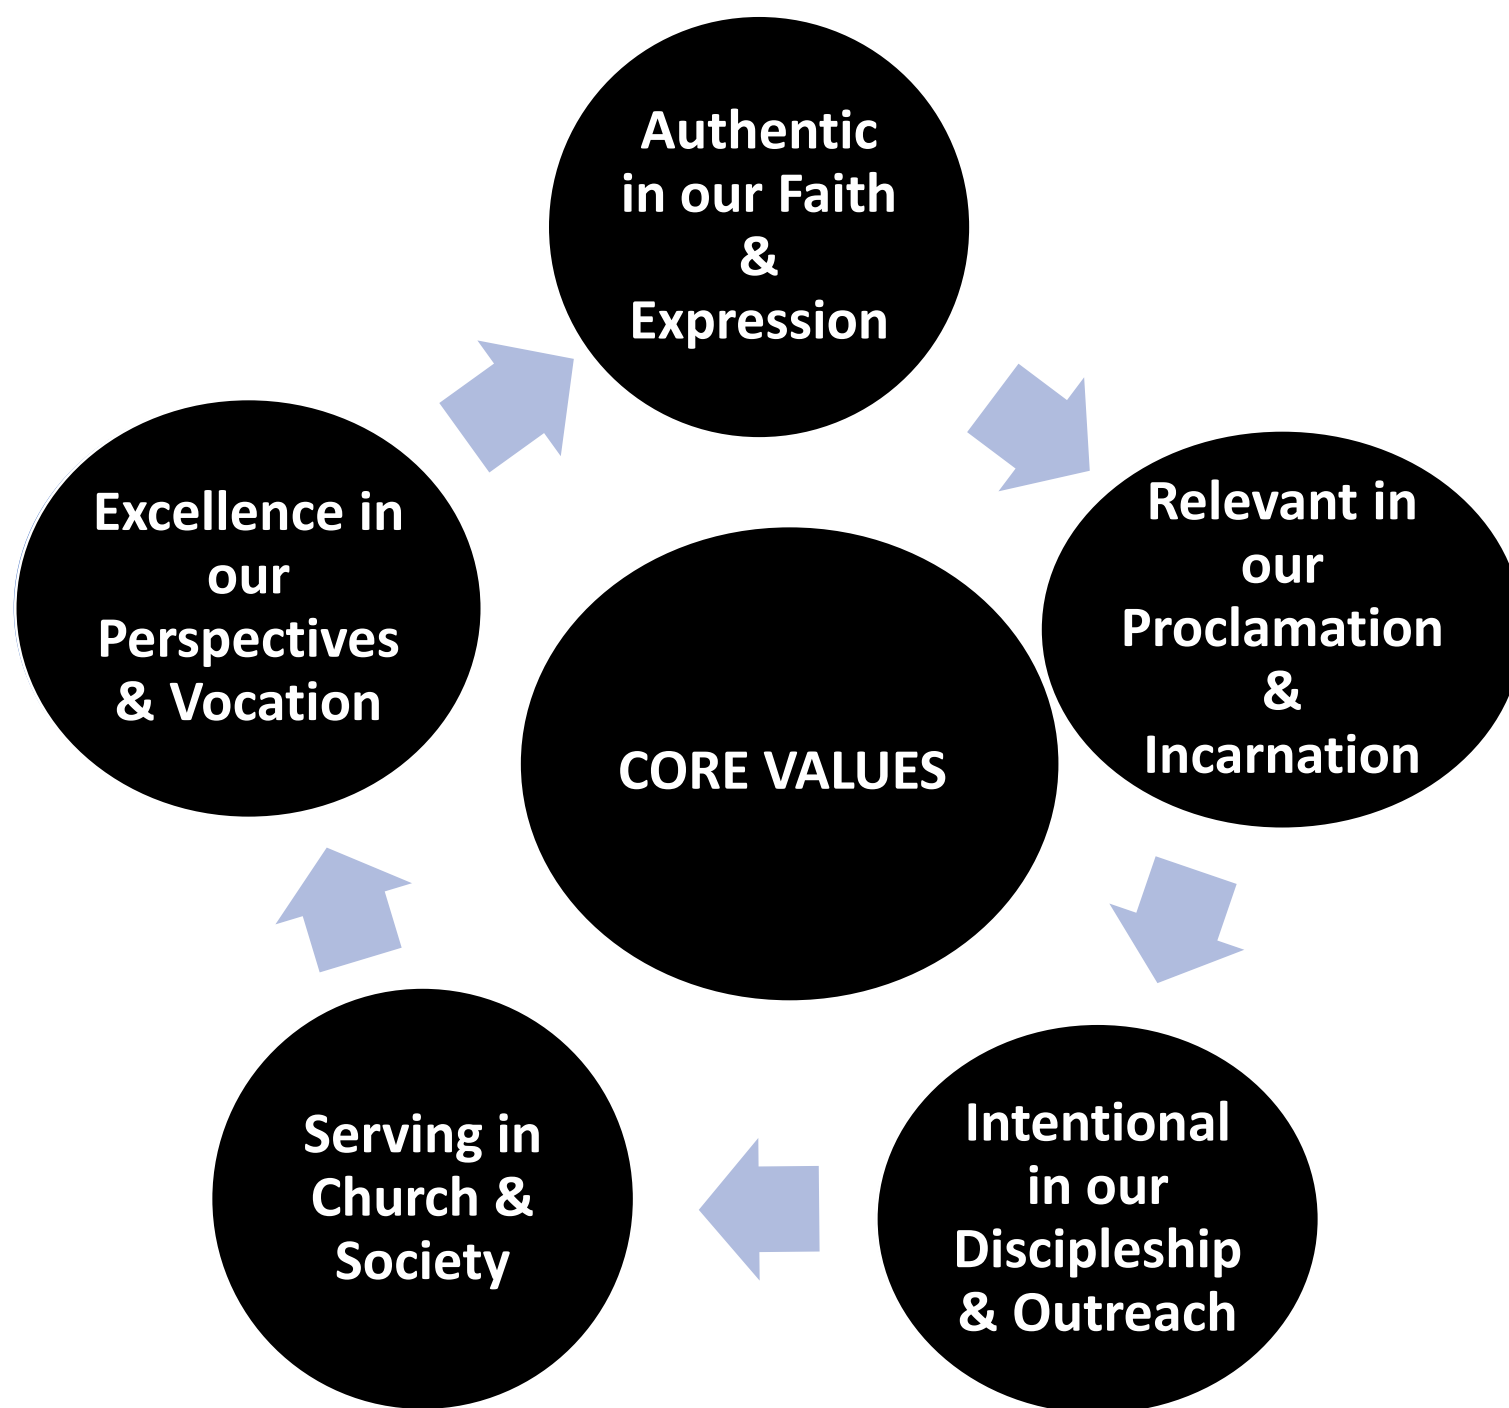 Authentic
in our Faith
&
Expression
Relevant in
our
Proclamation
&
Incarnation
Intentional
in our
Discipleship
& Outreach
Serving in
Church &
Society
Excellence in
our
Perspectives
& Vocation
CORE VALUES